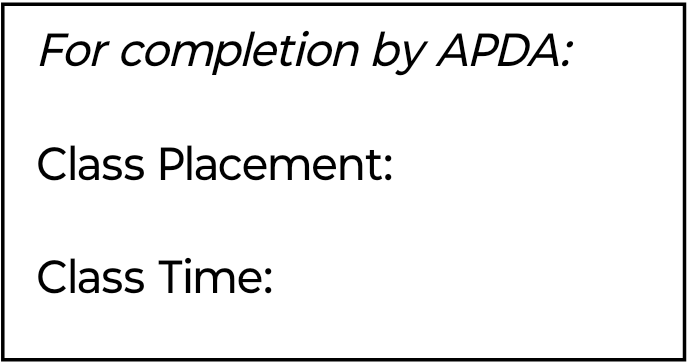 For completion by APDA:
Class Placement:
Class Time: